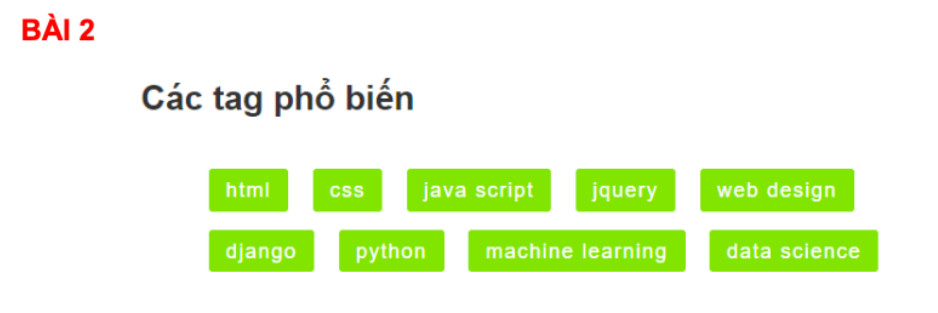 BÀI 2
Các tag phổ biến
html css java script jquery web design
django python machine learning data science